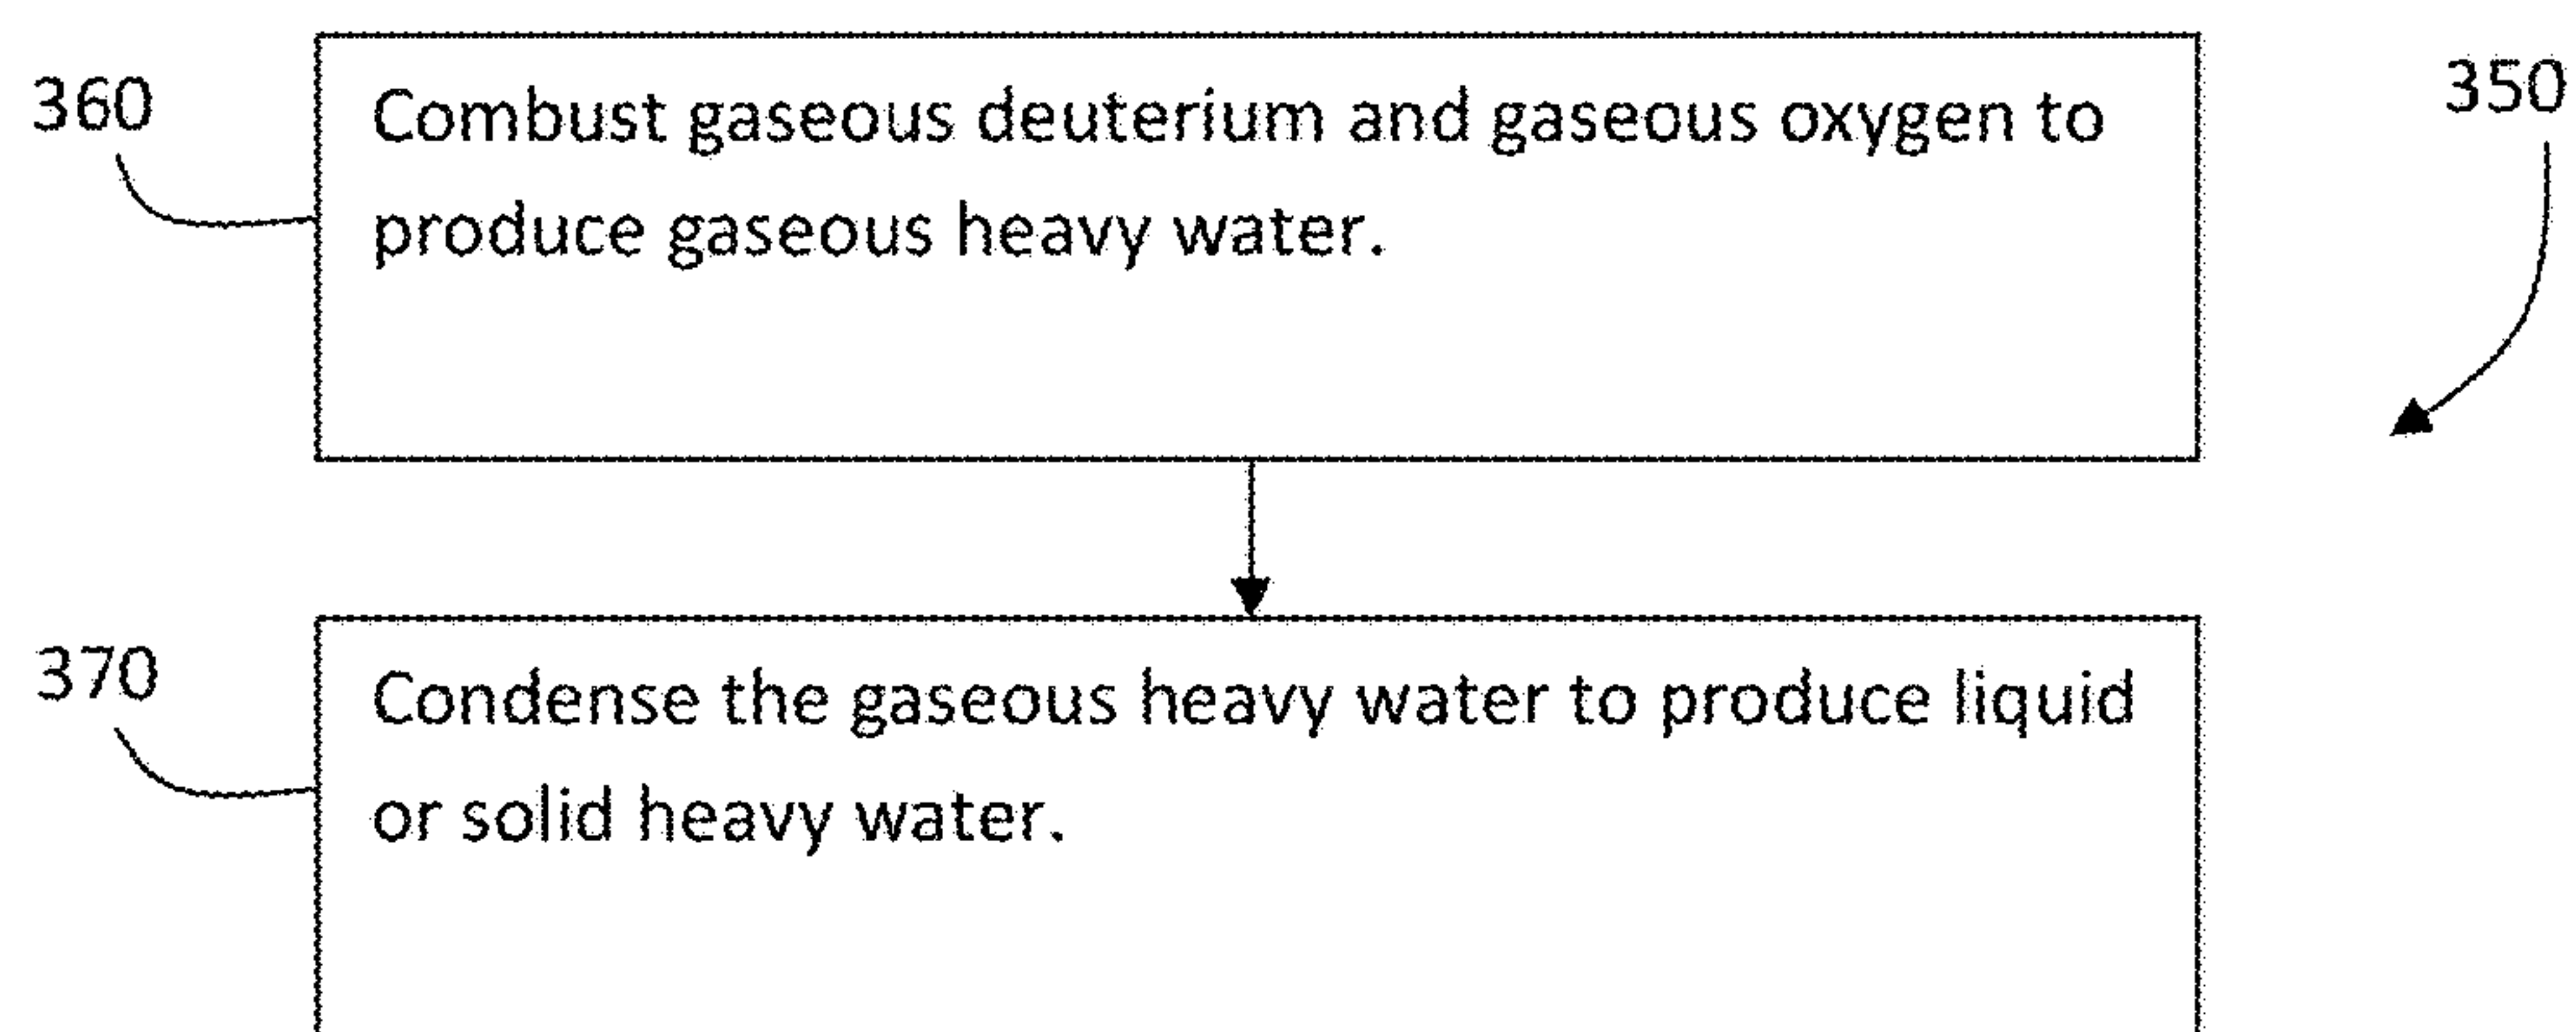 360
350
Combust gaseous deuterium and gaseous oxygen to
produce gaseous heavy water.
370
Condense the gaseous heavy water to produce liquid
or solid heavy water.